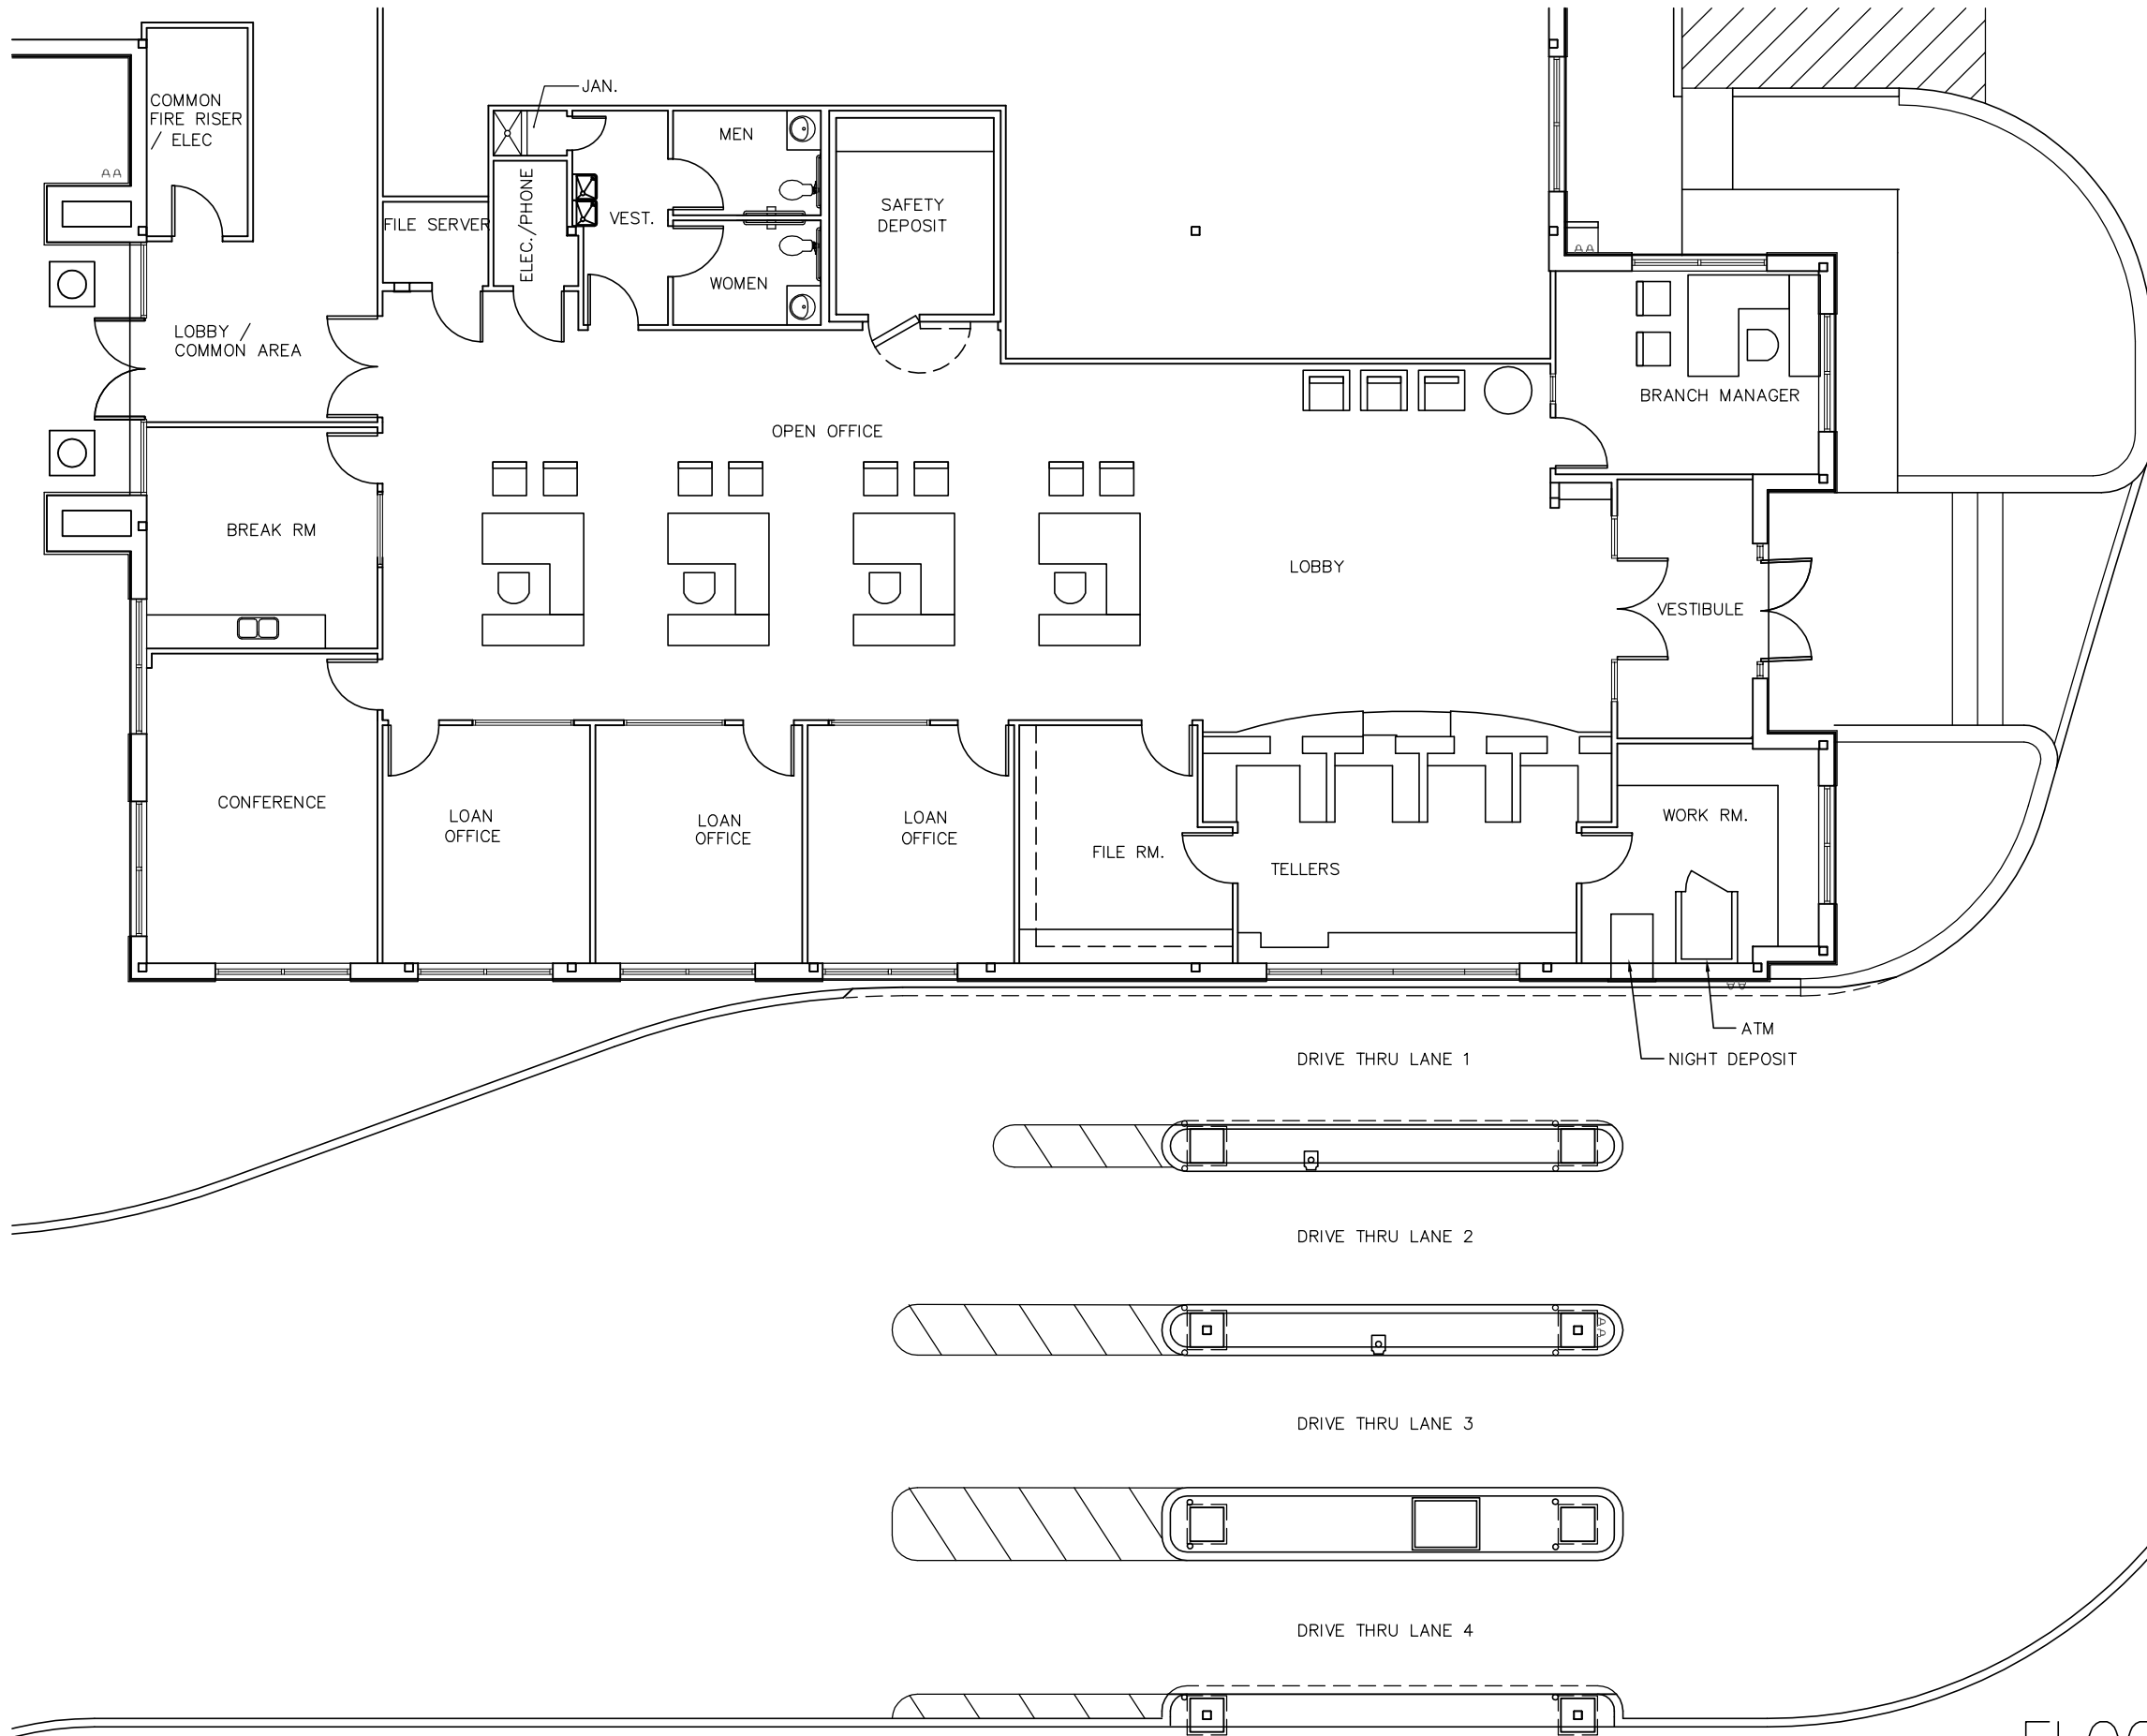 JAN.
COMMON
FIRE RISER
/ ELEC
MEN
SAFETY
DEPOSIT
FILE SERVER
ELEC./PHONE
VEST.
WOMEN
LOBBY /
COMMON AREA
BRANCH MANAGER
OPEN OFFICE
BREAK RM
LOBBY
VESTIBULE
CONFERENCE
LOAN
OFFICE
LOAN
OFFICE
LOAN
OFFICE
FILE RM.
TELLERS
WORK RM.
ATM
NIGHT DEPOSIT
DRIVE THRU LANE 1
DRIVE THRU LANE 2
DRIVE THRU LANE 3
DRIVE THRU LANE 4